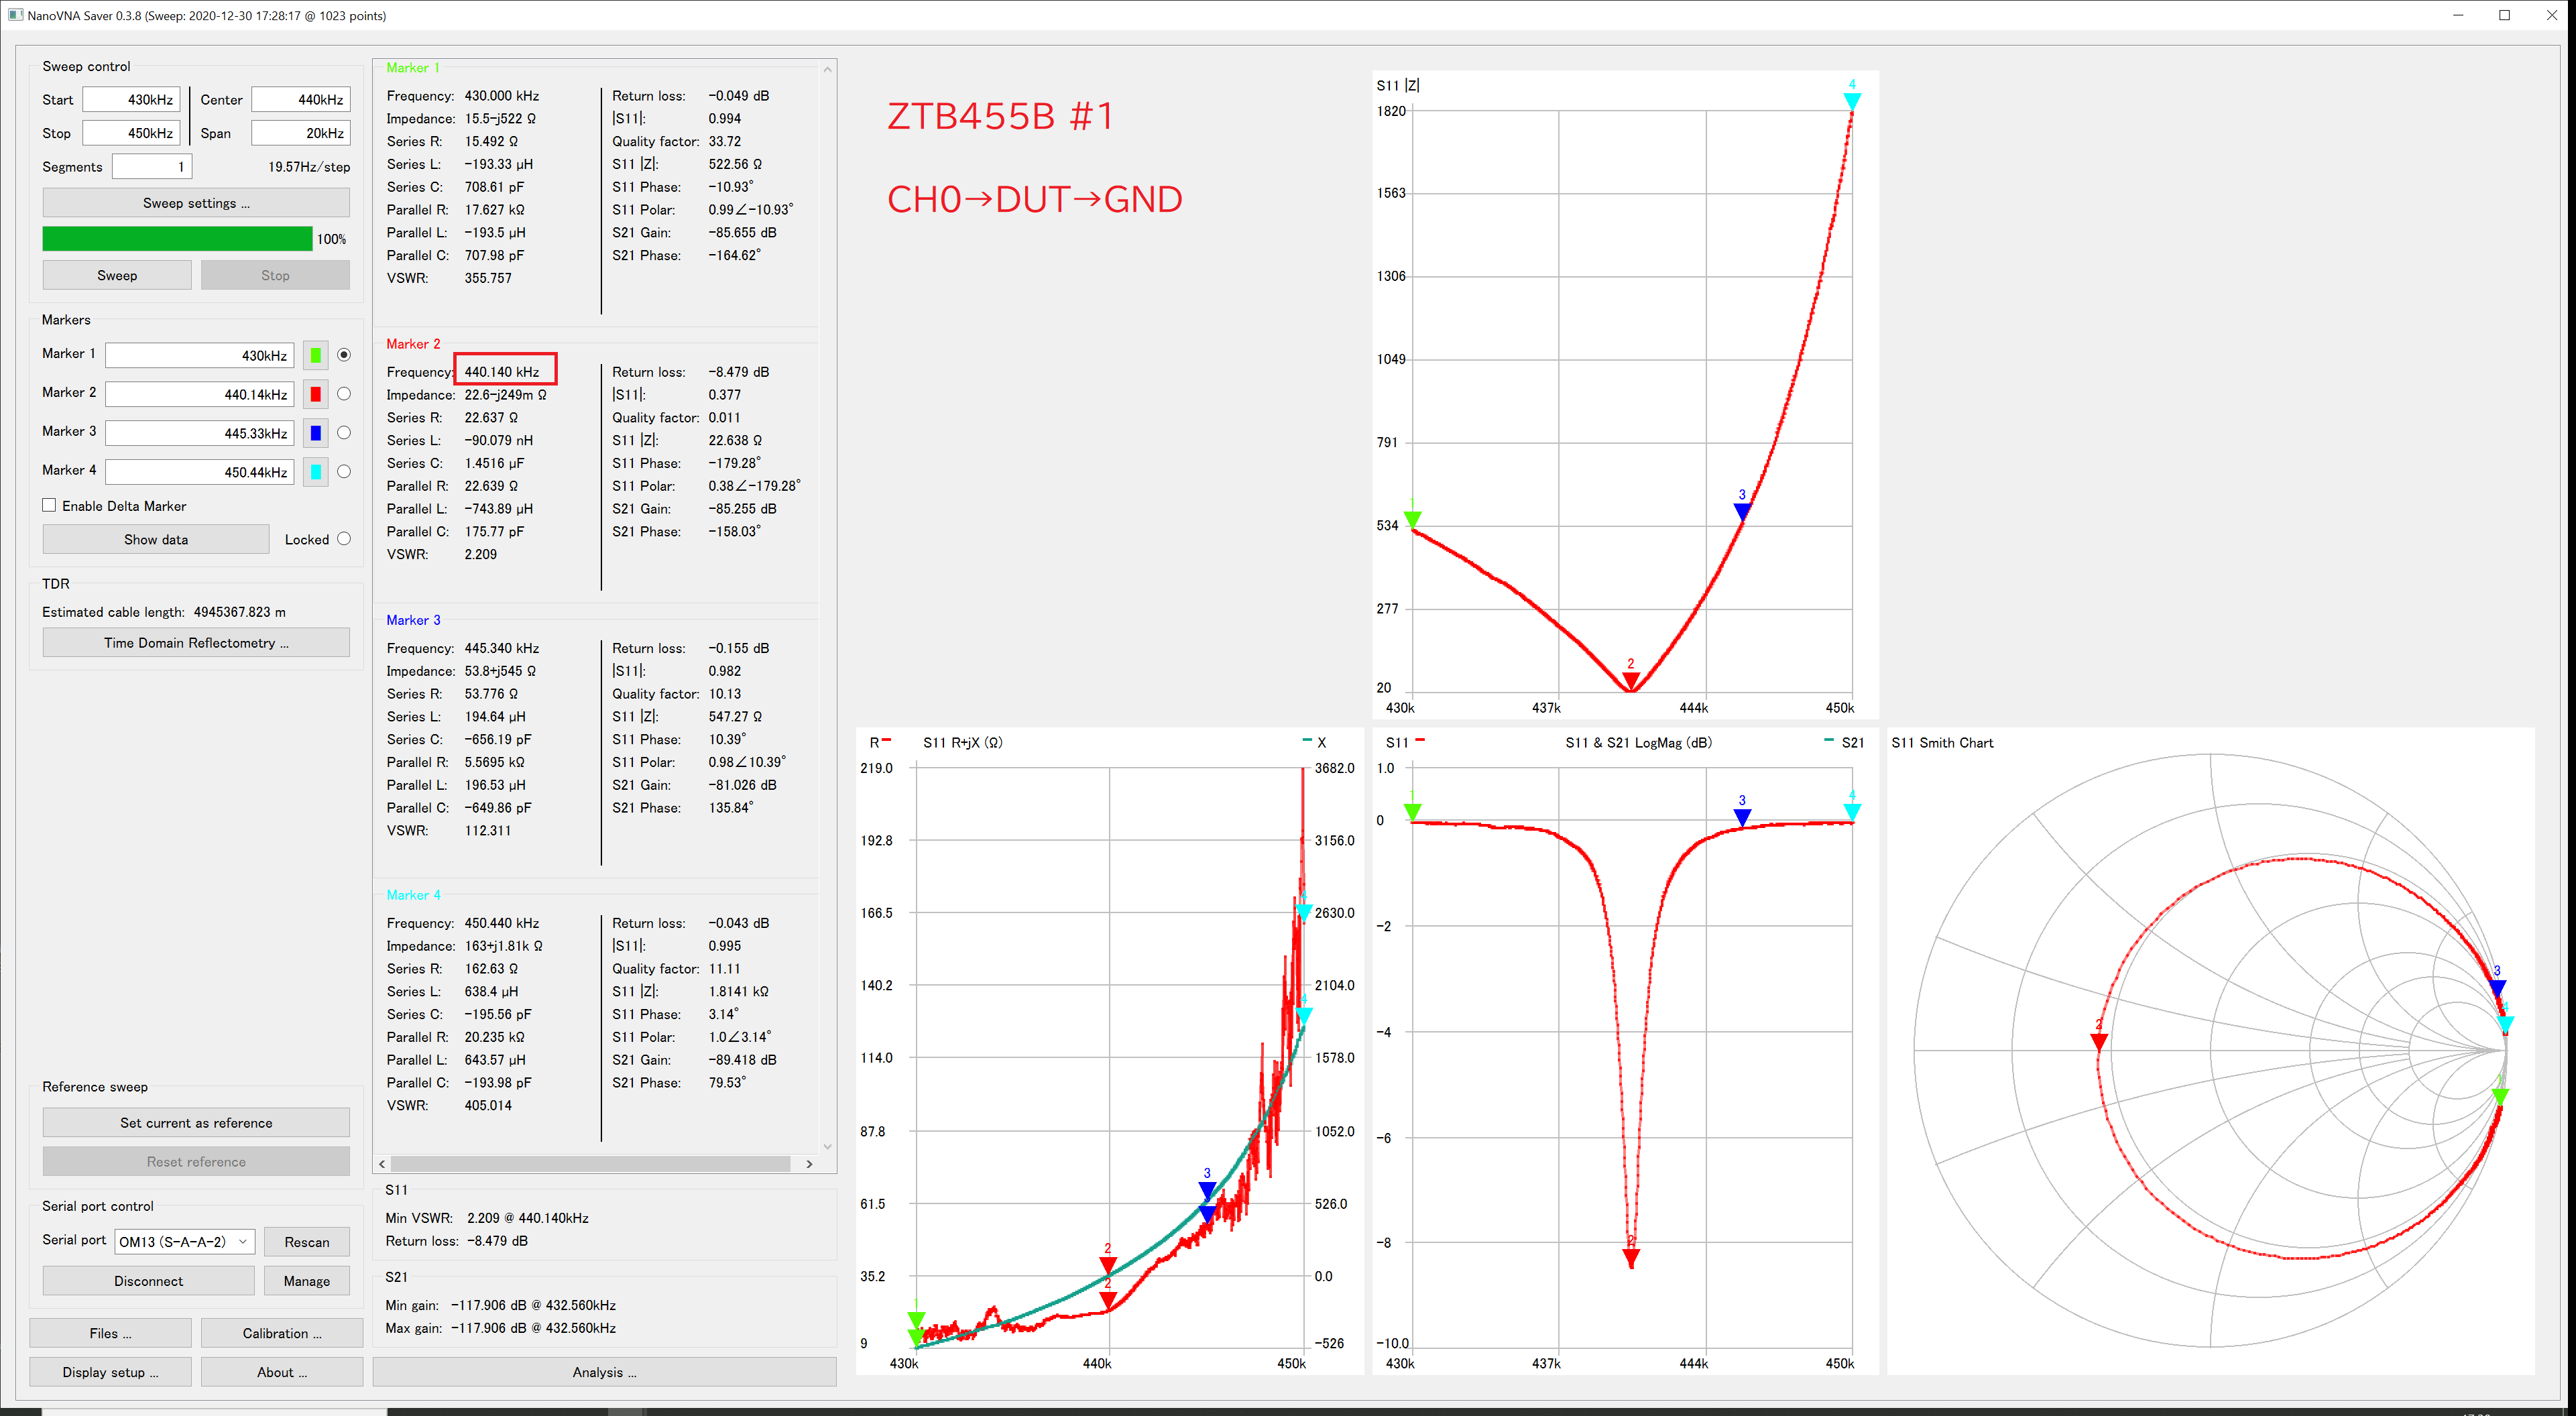 NanoVNA Saver 0.3.8 (Sweep: 2020-12-30 17:28:17 @ 1023 points)
Sweep control
Start 430kHz Center 440kHz
Stop 450kHz Span 20kHz
Segments 1 19.57Hz/step
Sweep settings ...
100%
Sweep Stop
Markers
Marker 1 430kHz
Marker 2 440.14kHz
Marker 3 445.33kHz
Marker 4 450.44kHz
Enable Delta Marker
Show data Locked
TDR
Estimated cable length: 4945367.823 m
Time Domain Reflectometry ...
Reference sweep
Set current as reference
Reset reference
Serial port control
Serial port OM13 (S-A-A-2) Rescan
Disconnect Manage
Files ... Calibration ...
Display setup ... About ...
Marker 1
Frequency: 430.000 kHz Return loss: -0.049 dB
Impedance: 15.5-j522 Ω |S11|: 0.994
Series R: 15.492 Ω Quality factor: 33.72
Series L: -193.33 µH S11 |Z|: 522.56 Ω
Series C: 708.61 pF S11 Phase: -10.93°
Parallel R: 17.627 kΩ S11 Polar: 0.99∠-10.93°
Parallel L: -193.5 µH S21 Gain: -85.655 dB
Parallel C: 707.98 pF S21 Phase: -164.62°
VSWR: 355.757
Marker 2
Frequency: 440.140 kHz Return loss: -8.479 dB
Impedance: 22.6-j249m Ω |S11|: 0.377
Series R: 22.637 Ω Quality factor: 0.011
Series L: -90.079 nH S11 |Z|: 22.638 Ω
Series C: 1.4516 µF S11 Phase: -179.28°
Parallel R: 22.639 Ω S11 Polar: 0.38∠-179.28°
Parallel L: -743.89 µH S21 Gain: -85.255 dB
Parallel C: 175.77 pF S21 Phase: -158.03°
VSWR: 2.209
Marker 3
Frequency: 445.340 kHz Return loss: -0.155 dB
Impedance: 53.8+j545 Ω |S11|: 0.982
Series R: 53.776 Ω Quality factor: 10.13
Series L: 194.64 µH S11 |Z|: 547.27 Ω
Series C: -656.19 pF S11 Phase: 10.39°
Parallel R: 5.5695 kΩ S11 Polar: 0.98∠10.39°
Parallel L: 196.53 µH S21 Gain: -81.026 dB
Parallel C: -649.86 pF S21 Phase: 135.84°
VSWR: 112.311
Marker 4
Frequency: 450.440 kHz Return loss: -0.043 dB
Impedance: 163+j1.81k Ω |S11|: 0.995
Series R: 162.63 Ω Quality factor: 11.11
Series L: 638.4 µH S11 |Z|: 1.8141 kΩ
Series C: -195.56 pF S11 Phase: 3.14°
Parallel R: 20.235 kΩ S11 Polar: 1.0∠3.14°
Parallel L: 643.57 µH S21 Gain: -89.418 dB
Parallel C: -193.98 pF S21 Phase: 79.53°
VSWR: 405.014
S11
Min VSWR: 2.209 @ 440.140kHz
Return loss: -8.479 dB
S21
Min gain: -117.906 dB @ 432.560kHz
Max gain: -117.906 dB @ 432.560kHz
Analysis ...
ZTB455B #1
CH0→DUT→GND
S11 |Z|
4
1820
1563
1306
1049
791
1 3
534
277
2
20
430k 437k 444k 450k
R S11 R+jX (Ω) X
219.0 3682.0
192.8 3156.0
4
166.5 2630.0
140.2 2104.0
4
114.0 1578.0
87.8 1052.0
3
61.5 526.0
2
35.2 0.0
2
1
9 -526
430k 440k 450k
S11 S11 & S21 LogMag (dB) S21
1.0
1 3 4
0
-2
-4
-6
-8
2
-10.0
430k 437k 444k 450k
S11 Smith Chart
3
4
2
1